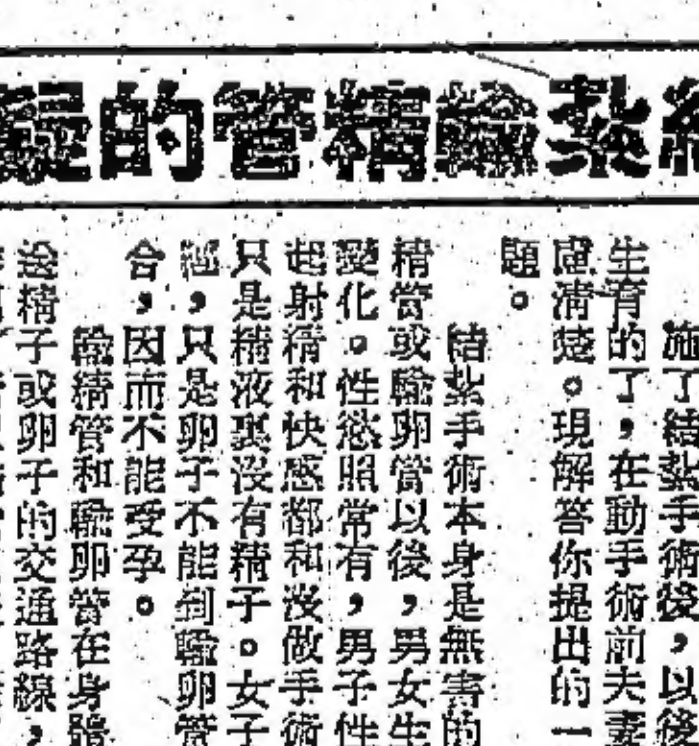 紮輸精管的疑
施了結紮手術後，以後
生育的了，在動手術前夫妻
慮清楚。現解答你提出的一
題。
結紮手術本身是無害的
精管或輸卵管以後，男女生
變化。性慾照常有，男子性
起射精和快感都和沒做手術
只是精液裏沒有精子。女子
經，只是卵子不能到輸卵管
合，因而不能受孕。
輸精管和輸卵管在身體
送精子或卵子的交通路線，